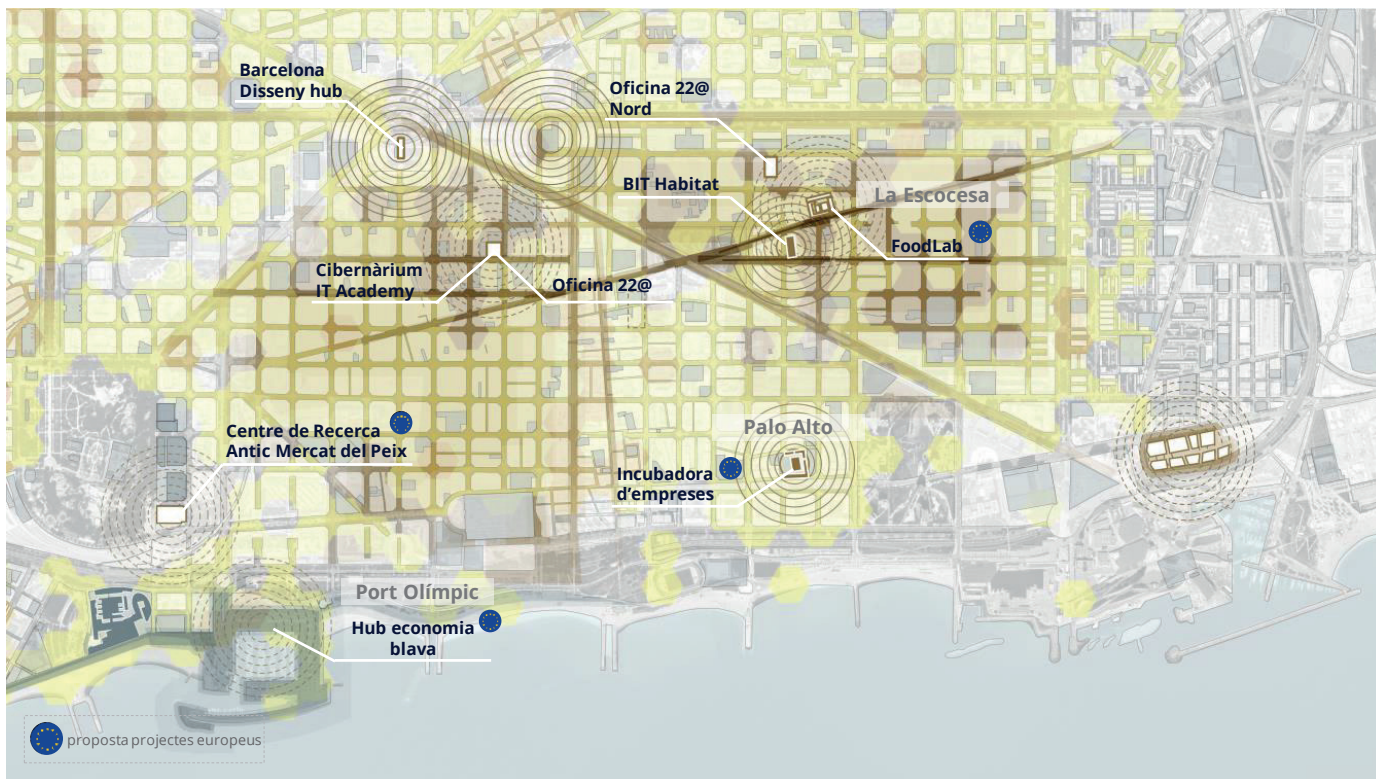 Barcelona
Disseny hub
Oficina 22@
Nord
BIT Habitat
La Escocesa
FoodLab
Cibernàrium
IT Academy
Oficina 22@
Centre de Recerca
Antic Mercat del Peix
Palo Alto
Incubadora
d'empreses
Port Olímpic
Hub economia
blava
proposta projectes europeus